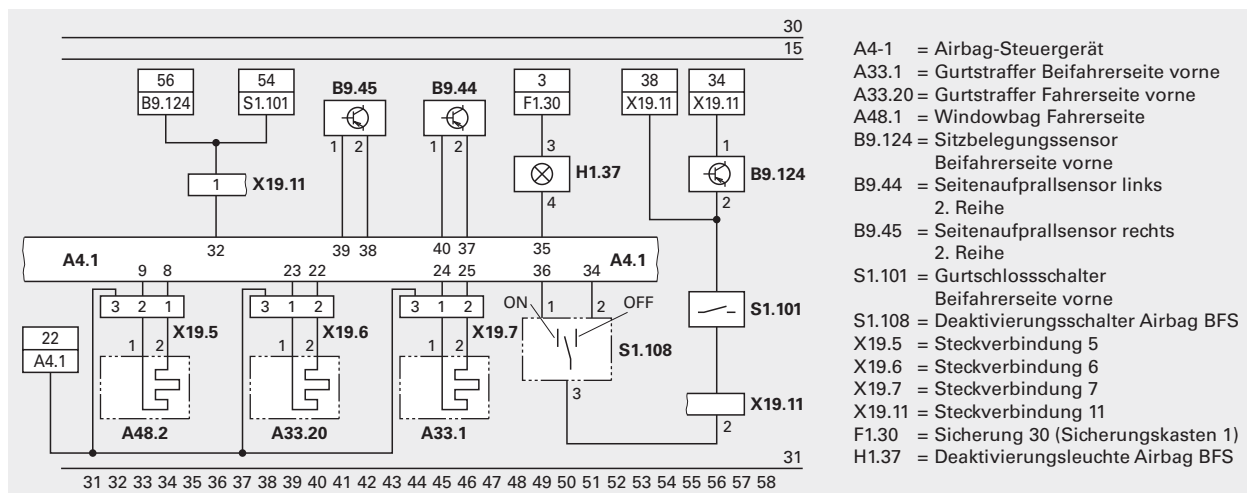 30
15
56
B9.124
54
S1.101
B9.45
B9.44
3
F1.30
38
X19.11
34
X19.11
1 2
1 2
3
1
1
X19.11
H1.37
B9.124
4
2
32
39 38
40 37
35
A4.1
A4.1
9 8
23 22
24 25
36
34
3 2 1
3 1 2
3 1 2
ON
1
2
OFF
S1.101
X19.5
X19.6
X19.7
22
A4.1
1 2
1 2
1 2
S1.108
3
X19.11
2
A48.2
A33.20
A33.1
31
31 32 33 34 35 36 37 38 39 40 41 42 43 44 45 46 47 48 49 50 51 52 53 54 55 56 57 58
A4-1 = Airbag-Steuergerät
A33.1 = Gurtstraffer Beifahrerseite vorne
A33.20 = Gurtstraffer Fahrerseite vorne
A48.1 = Windowbag Fahrerseite
B9.124 = Sitzbelegungssensor
Beifahrerseite vorne
B9.44 = Seitenaufprallsensor links
2. Reihe
B9.45 = Seitenaufprallsensor rechts
2. Reihe
S1.101 = Gurtschlossschalter
Beifahrerseite vorne
S1.108 = Deaktivierungsschalter Airbag BFS
X19.5 = Steckverbindung 5
X19.6 = Steckverbindung 6
X19.7 = Steckverbindung 7
X19.11 = Steckverbindung 11
F1.30 = Sicherung 30 (Sicherungskasten 1)
H1.37 = Deaktivierungsleuchte Airbag BFS